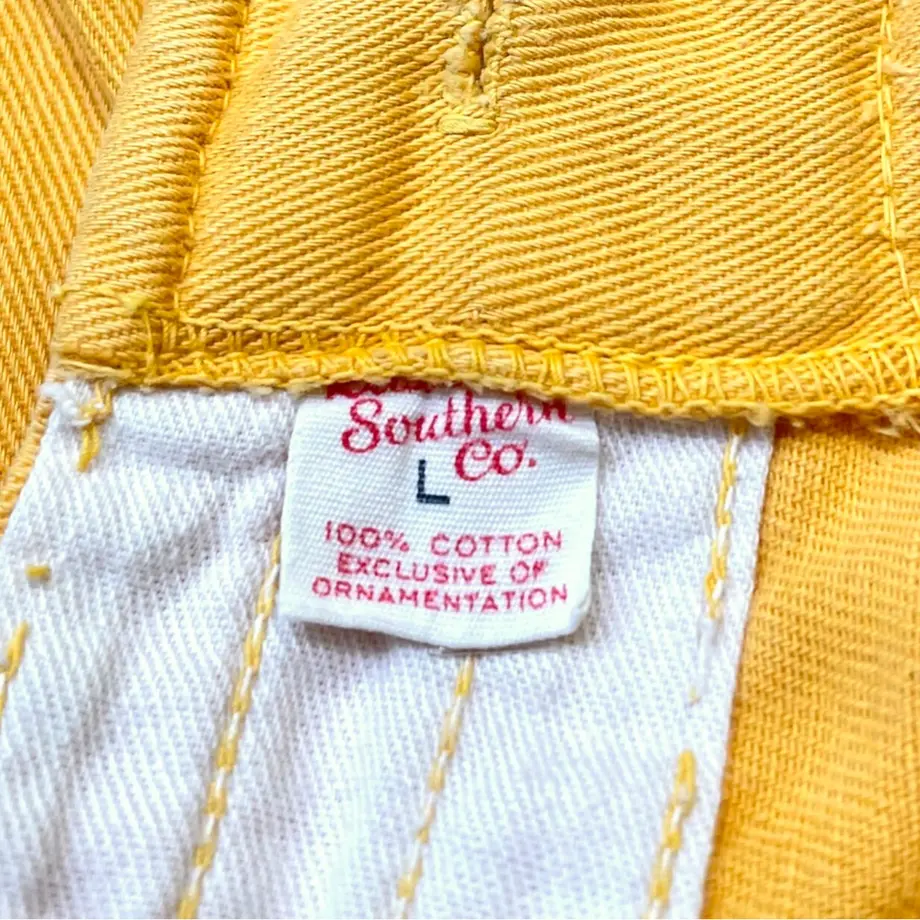 Southern
Co.
L
100% COTTON
EXCLUSIVE OF
ORNAMENTATION